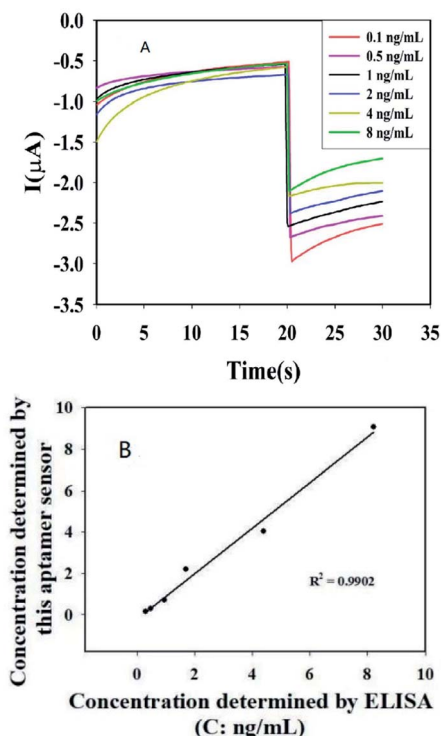 A
0.0
-0.5
-1.0
-1.5
-2.0
-2.5
-3.0
-3.5
I(μA)
0.1 ng/mL
0.5 ng/mL
1 ng/mL
2 ng/mL
4 ng/mL
8 ng/mL
0 5 10 15 20 25 30 35
Time(s)
B
10
8
6
4
2
0
Concentration determined by
this aptamer sensor
R² = 0.9902
0 2 4 6 8 10
Concentration determined by ELISA
(C: ng/mL)